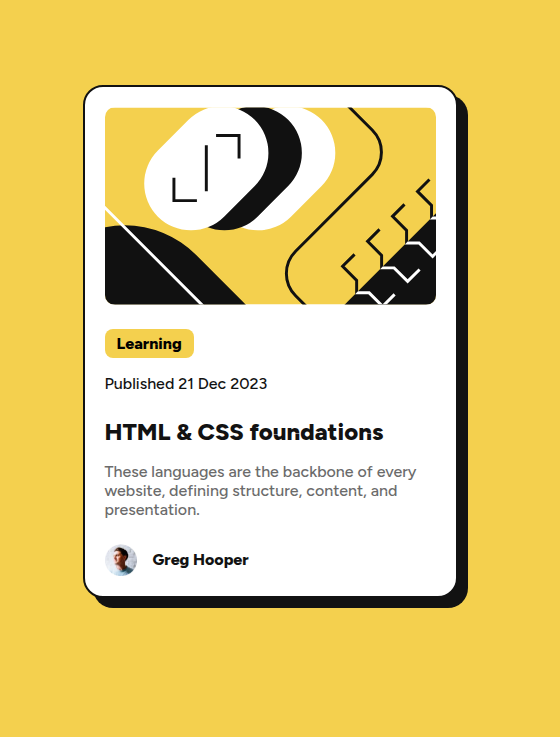 Learning
Published 21 Dec 2023
HTML & CSS foundations
These languages are the backbone of every
website, defining structure, content, and
presentation.
Greg Hooper